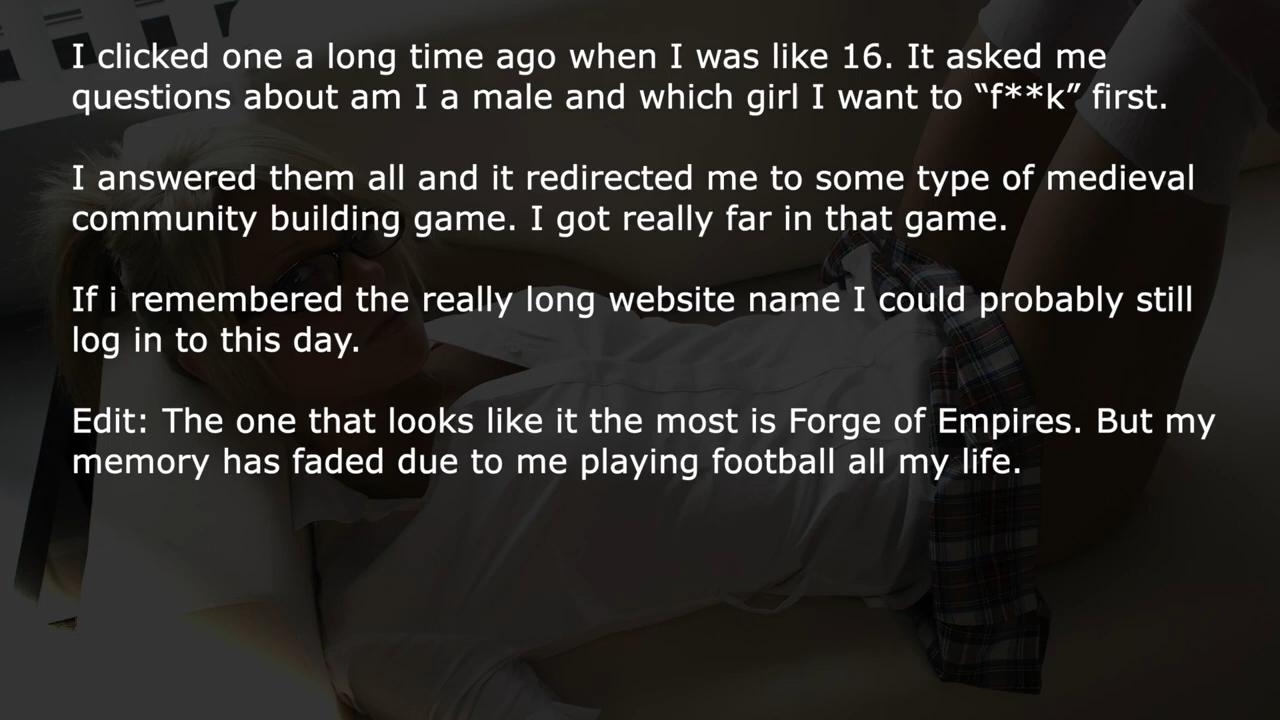 I clicked one a long time ago when I was like 16. It asked me
questions about am I a male and which girl I want to “f**k” first.
I answered them all and it redirected me to some type of medieval
community building game. I got really far in that game.
If i remembered the really long website name I could probably still
log in to this day.
Edit: The one that looks like it the most is Forge of Empires. But my
memory has faded due to me playing football all my life.